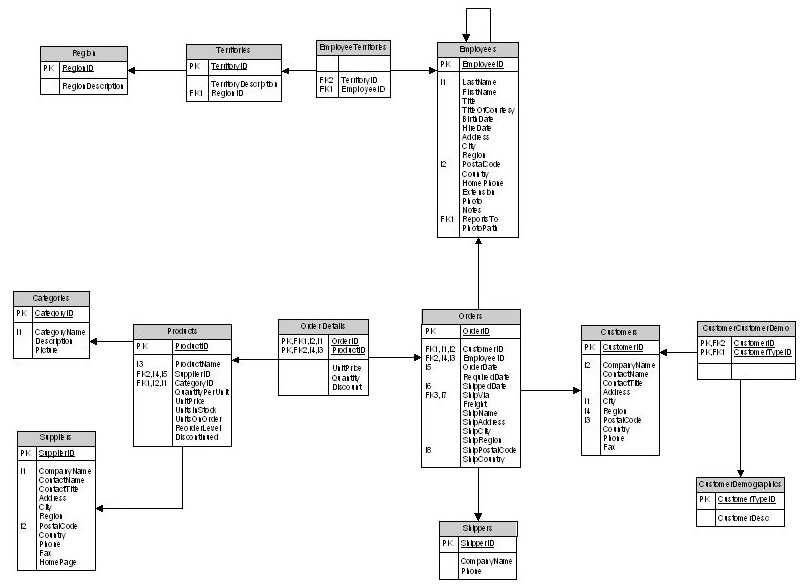 Region
PK RegionID
RegionDescription
Territories
PK TerritoryID
TerritoryDescription
FK1 RegionID
EmployeeTerritories
FK2 TerritoryID
FK1 EmployeeID
Employees
PK EmployeeID
I1 LastName
FirstName
Title
TitleOfCourtesy
BirthDate
HireDate
Address
City
Region
I2 PostalCode
Country
HomePhone
Extension
Photo
Notes
FK1 ReportsTo
PhotoPath
Categories
PK CategoryID
I1 CategoryName
Description
Picture
Products
PK ProductID
I3 ProductName
FK2,I4,I5 SupplierID
FK1,I2,I1 CategoryID
QuantityPerUnit
UnitPrice
UnitsInStock
UnitsOnOrder
ReorderLevel
Discontinued
Order Details
PK,FK1,I2,I1 OrderID
PK,FK2,I4,I3 ProductID
UnitPrice
Quantity
Discount
Orders
PK OrderID
FK1,I1,I2 CustomerID
FK2,I4,I3 EmployeeID
I5 OrderDate
RequiredDate
I6 ShippedDate
FK3,I7 ShipVia
Freight
ShipName
ShipAddress
ShipCity
ShipRegion
I8 ShipPostalCode
ShipCountry
Customers
PK CustomerID
I2 CompanyName
ContactName
ContactTitle
Address
I1 City
I4 Region
I3 PostalCode
Country
Phone
Fax
CustomerCustomerDemo
PK,FK2 CustomerID
PK,FK1 CustomerTypeID
Suppliers
PK SupplierID
I1 CompanyName
ContactName
ContactTitle
Address
City
Region
I2 PostalCode
Country
Phone
Fax
HomePage
CustomerDemographics
PK CustomerTypeID
CustomerDesc
Shippers
PK ShipperID
CompanyName
Phone